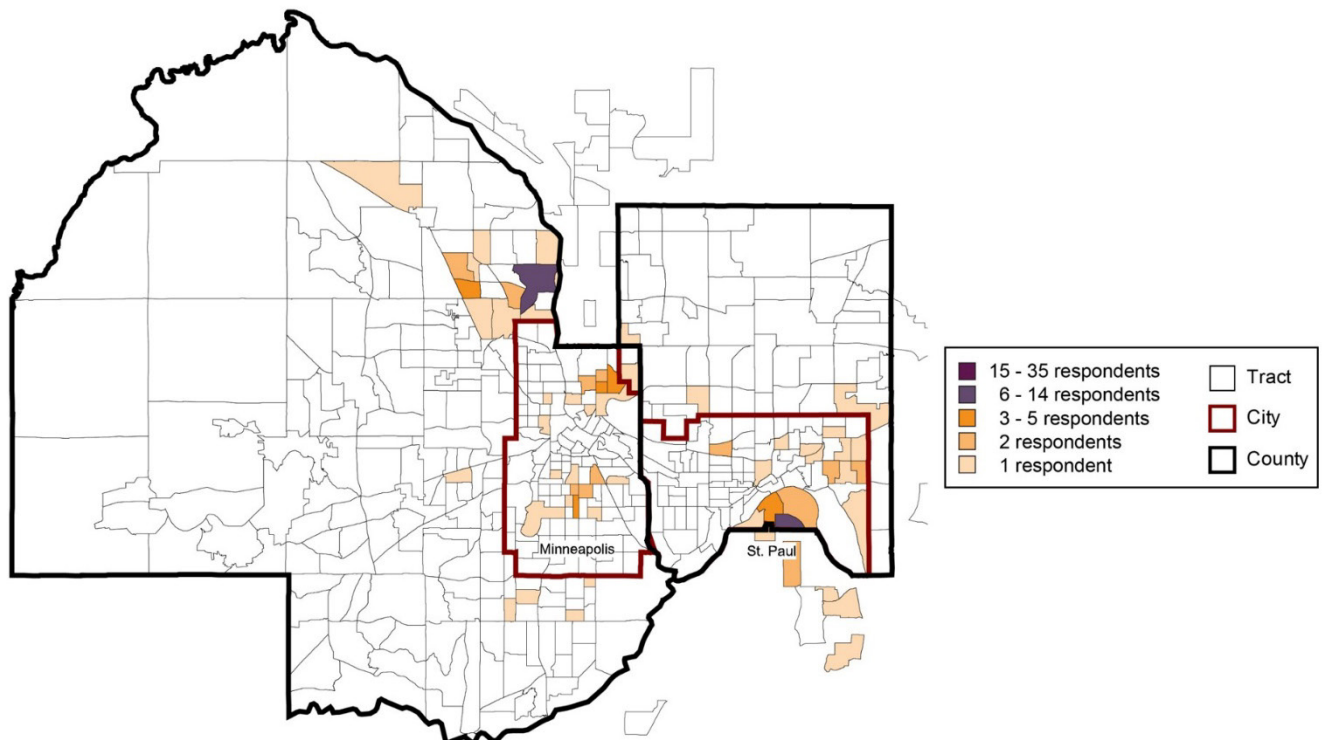 Minneapolis
St. Paul
15 - 35 respondents
6 - 14 respondents
3 - 5 respondents
2 respondents
1 respondent
Tract
City
County